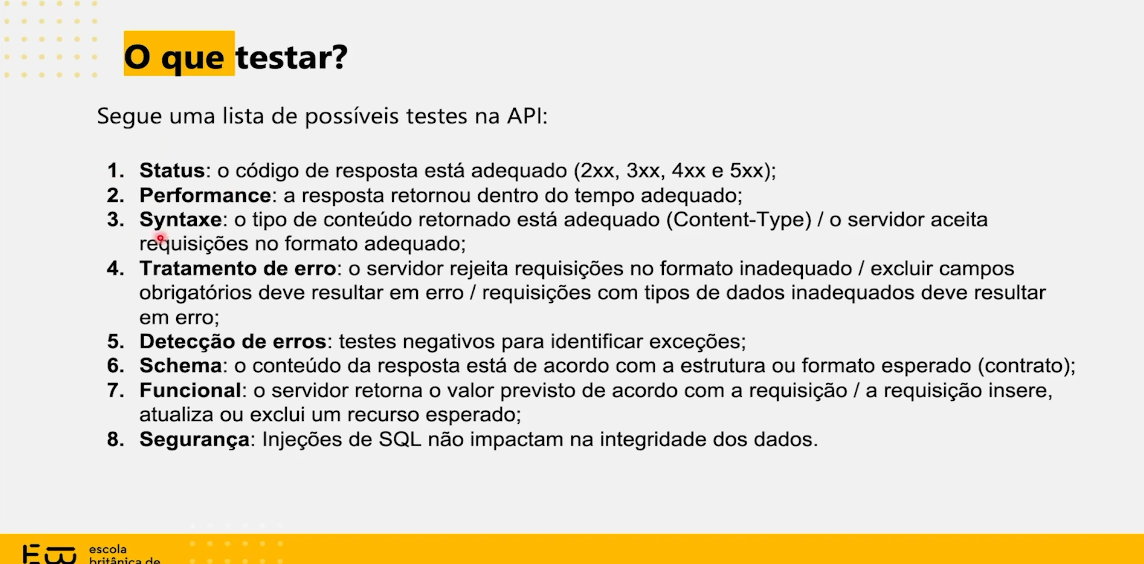 O que testar?
Segue uma lista de possíveis testes na API:
1. Status: o código de resposta está adequado (2xx, 3xx, 4xx e 5xx);
2. Performance: a resposta retornou dentro do tempo adequado;
3. Syntaxe: o tipo de conteúdo retornado está adequado (Content-Type) / o servidor aceita
requisições no formato adequado;
4. Tratamento de erro: o servidor rejeita requisições no formato inadequado / excluir campos
obrigatórios deve resultar em erro / requisições com tipos de dados inadequados deve resultar
em erro;
5. Detecção de erros: testes negativos para identificar exceções;
6. Schema: o conteúdo da resposta está de acordo com a estrutura ou formato esperado (contrato);
7. Funcional: o servidor retorna o valor previsto de acordo com a requisição / a requisição insere,
atualiza ou exclui um recurso esperado;
8. Segurança: Injeções de SQL não impactam na integridade dos dados.
escola
britânica de